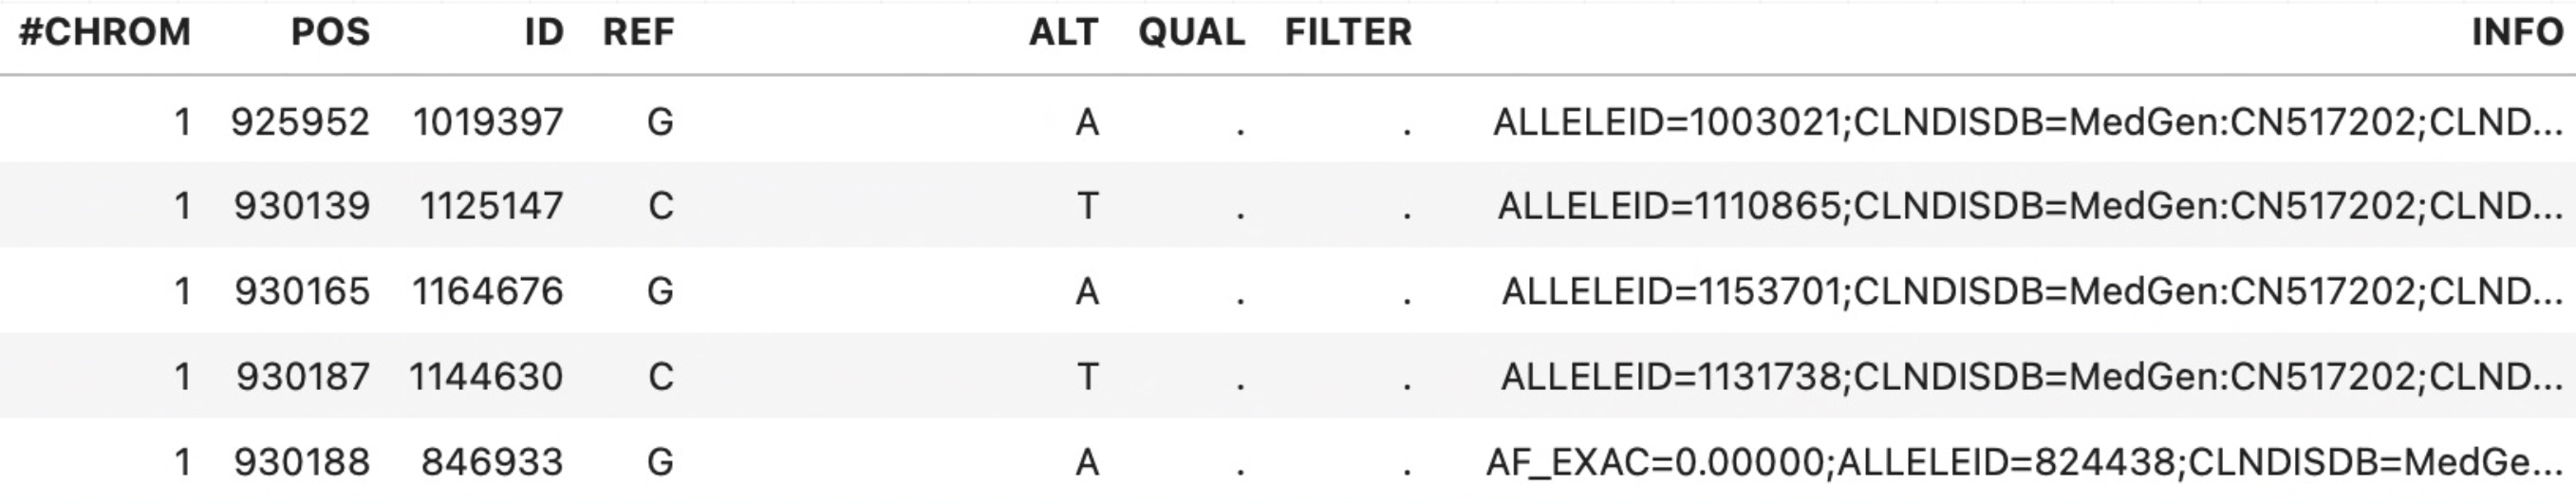 #CHROM POS ID REF ALT QUAL FILTER INFO
1 925952 1019397 G A . . ALLELEID=1003021;CLNDISDB=MedGen:CN517202;CLND...
1 930139 1125147 C T . . ALLELEID=1110865;CLNDISDB=MedGen:CN517202;CLND...
1 930165 1164676 G A . . ALLELEID=1153701;CLNDISDB=MedGen:CN517202;CLND...
1 930187 1144630 C T . . ALLELEID=1131738;CLNDISDB=MedGen:CN517202;CLND...
1 930188 846933 G A . . AF_EXAC=0.00000;ALLELEID=824438;CLNDISDB=MedGe...